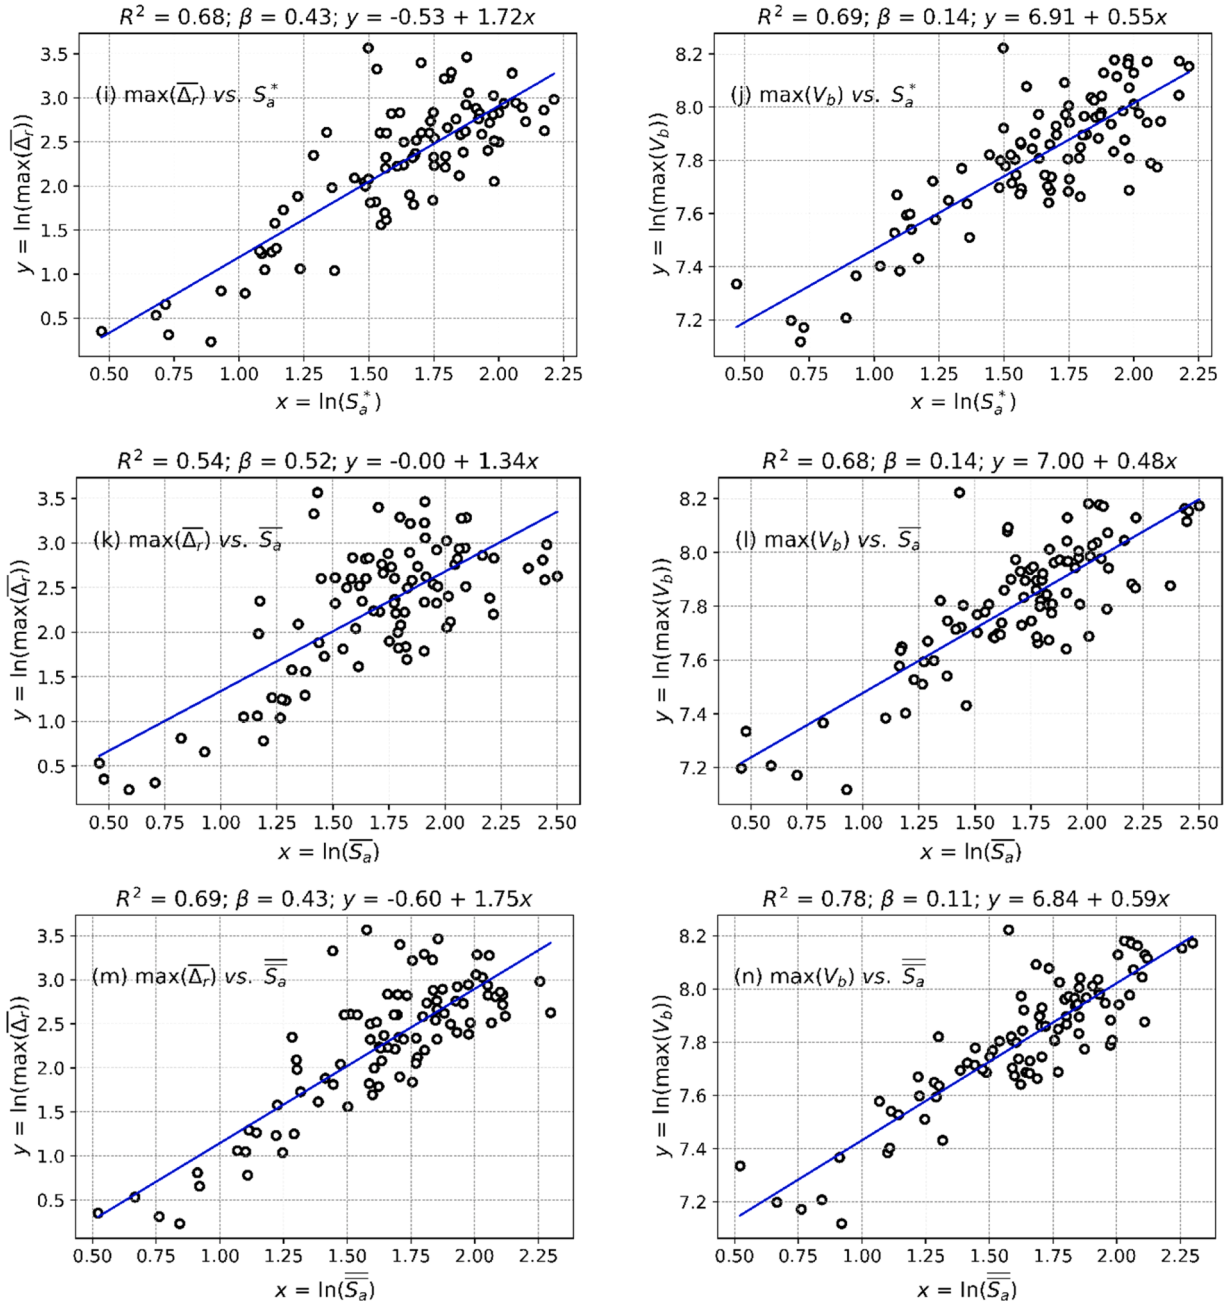 R² = 0.68; β = 0.43; y = -0.53 + 1.72x
3.5
3.0
2.5
2.0
1.5
1.0
0.5
y = ln(max(Δ̅ᵣ))
(i) max(Δ̅ᵣ) vs. Sₐ*
0.50 0.75 1.00 1.25 1.50 1.75 2.00 2.25
x = ln(Sₐ*)
R² = 0.69; β = 0.14; y = 6.91 + 0.55x
8.2
8.0
7.8
7.6
7.4
7.2
y = ln(max(V_b))
(j) max(V_b) vs. Sₐ*
0.50 0.75 1.00 1.25 1.50 1.75 2.00 2.25
x = ln(Sₐ*)
R² = 0.54; β = 0.52; y = -0.00 + 1.34x
3.5
3.0
2.5
2.0
1.5
1.0
0.5
y = ln(max(Δ̅ᵣ))
(k) max(Δ̅ᵣ) vs. S̅ₐ
0.50 0.75 1.00 1.25 1.50 1.75 2.00 2.25 2.50
x = ln(S̅ₐ)
R² = 0.68; β = 0.14; y = 7.00 + 0.48x
8.2
8.0
7.8
7.6
7.4
7.2
y = ln(max(V_b))
(l) max(V_b) vs. S̅ₐ
0.50 0.75 1.00 1.25 1.50 1.75 2.00 2.25 2.50
x = ln(S̅ₐ)
R² = 0.69; β = 0.43; y = -0.60 + 1.75x
3.5
3.0
2.5
2.0
1.5
1.0
0.5
y = ln(max(Δ̅ᵣ))
(m) max(Δ̅ᵣ) vs. S̿ₐ
0.50 0.75 1.00 1.25 1.50 1.75 2.00 2.25
x = ln(S̿ₐ)
R² = 0.78; β = 0.11; y = 6.84 + 0.59x
8.2
8.0
7.8
7.6
7.4
7.2
y = ln(max(V_b))
(n) max(V_b) vs. S̿ₐ
0.50 0.75 1.00 1.25 1.50 1.75 2.00 2.25
x = ln(S̿ₐ)